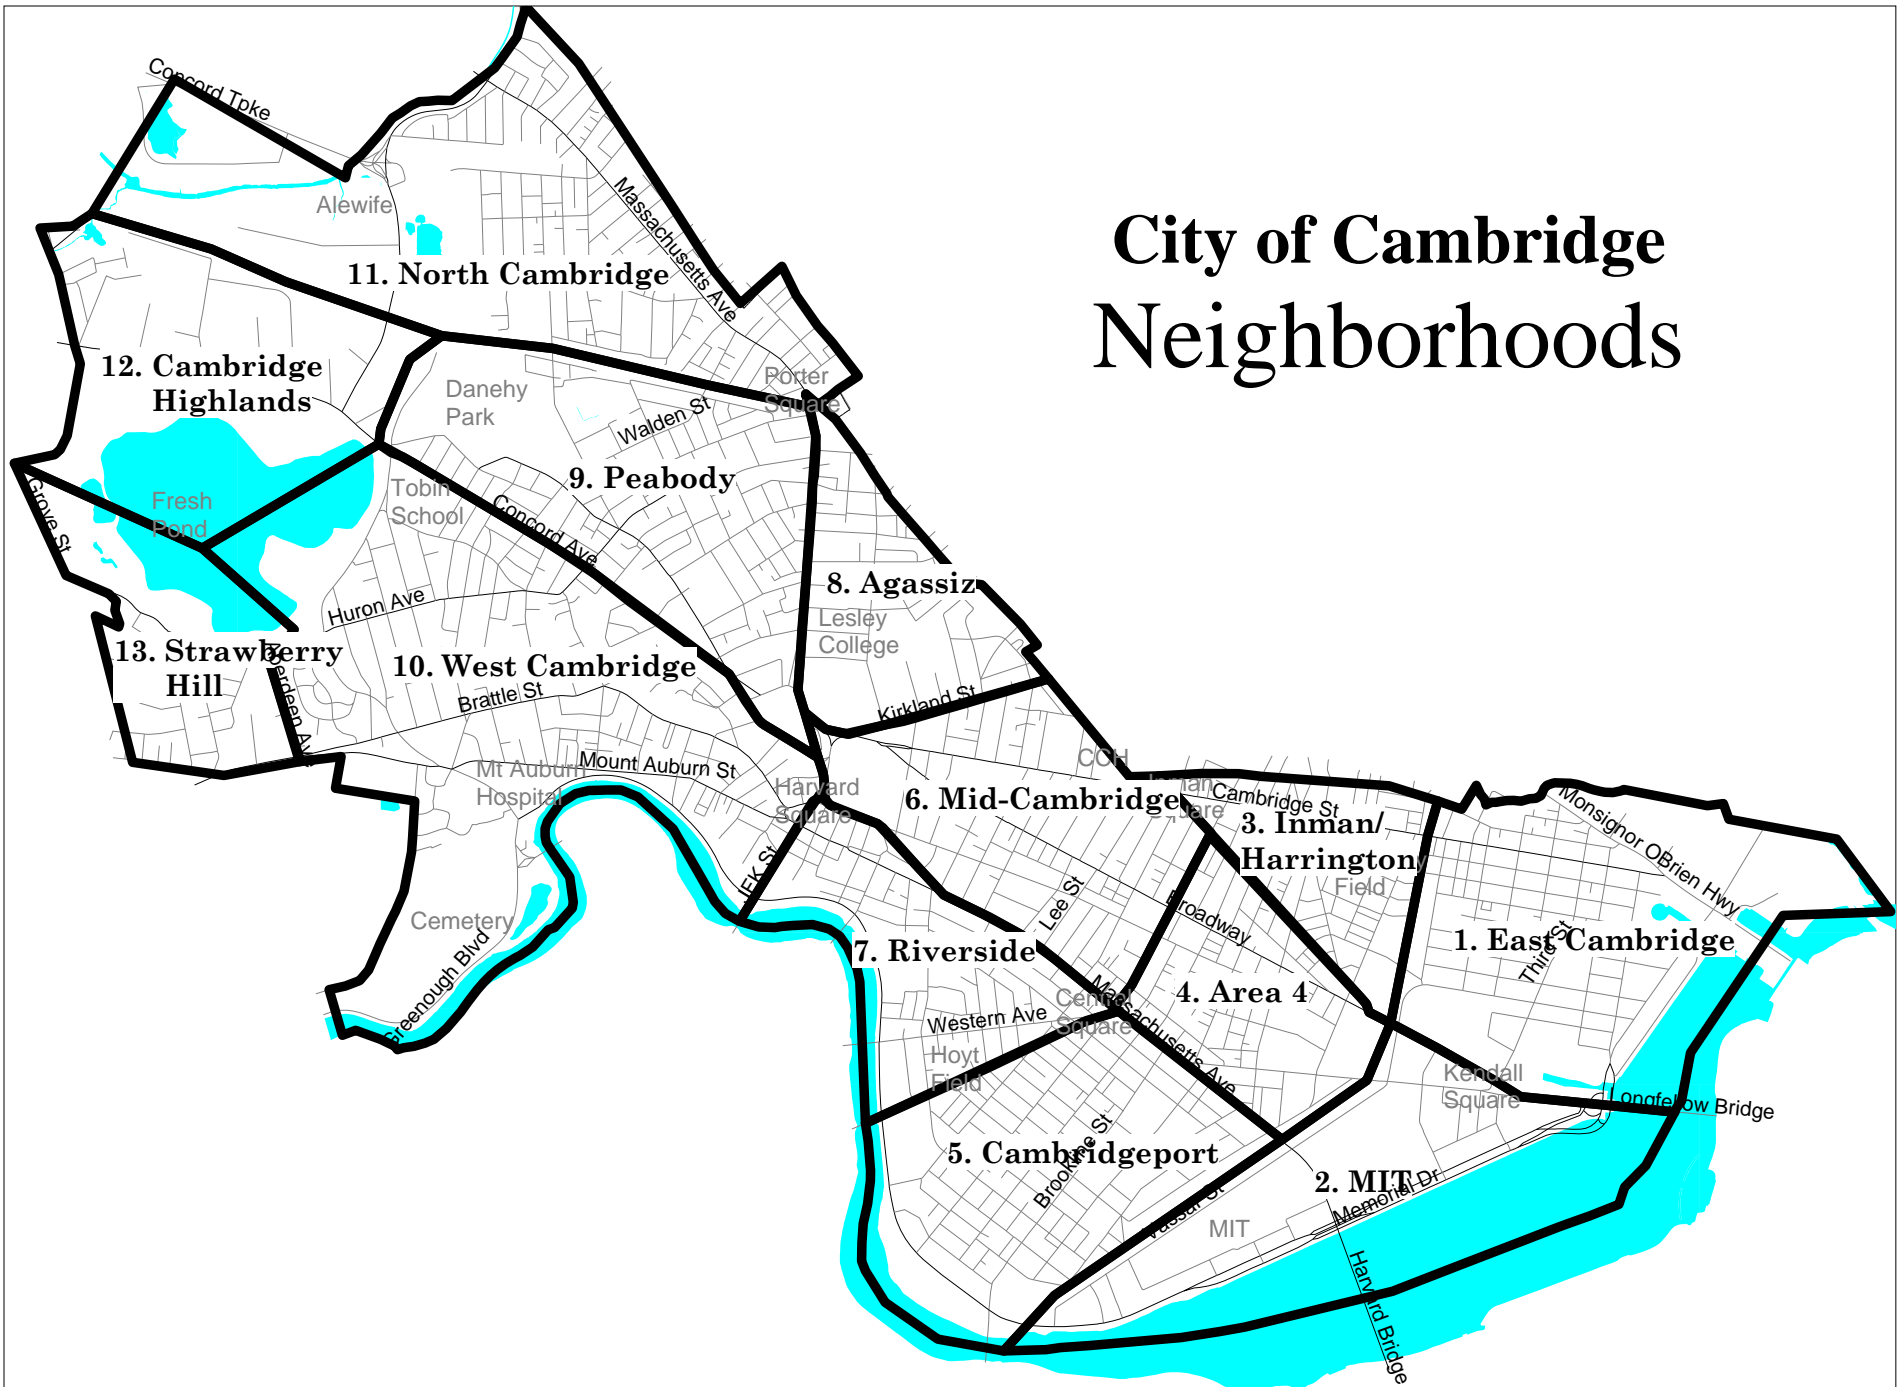 City of Cambridge
Neighborhoods
Concord Tpke
Alewife
Massachusetts Ave
11. North Cambridge
12. Cambridge
Highlands
Danehy
Park
Porter
Square
Walden St
9. Peabody
Tobin
School
Concord Ave
Fresh
Pond
Grove St
8. Agassiz
Lesley
College
Huron Ave
13. Strawberry
Hill
Aberdeen Ave
10. West Cambridge
Brattle St
Kirkland St
Mt Auburn
Hospital
Mount Auburn St
Harvard
Square
CCH
Inman
Square
6. Mid-Cambridge
Cambridge St
3. Inman/
Harrington
Field
Monsignor OBrien Hwy
JFK St
Lee St
Broadway
Cemetery
Greenough Blvd
7. Riverside
1. East Cambridge
Third St
4. Area 4
Central
Square
Massachusetts Ave
Western Ave
Hoyt
Field
Kendall
Square
Longfellow Bridge
5. Cambridgeport
Brookline St
2. MIT
Memorial Dr
Vassar St
MIT
Harvard Bridge